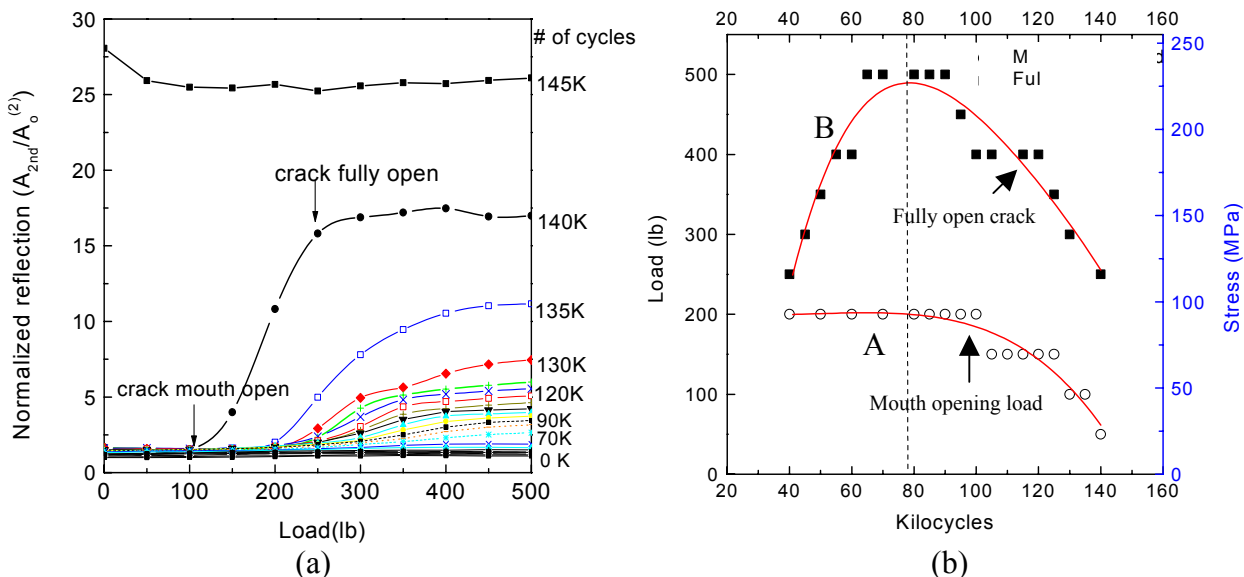 30
25
20
15
10
5
0
Normalized reflection (A2nd/Ao(2))
# of cycles
145K
crack fully open
140K
135K
130K
crack mouth open
120K
90K
70K
0 K
0 100 200 300 400 500
Load(lb)
(a)
20 40 60 80 100 120 140 160
500
400
300
200
100
0
Load (lb)
M
Ful
B
Fully open crack
A
Mouth opening load
250
200
150
100
50
0
Stress (MPa)
20 40 60 80 100 120 140 160
Kilocycles
(b)